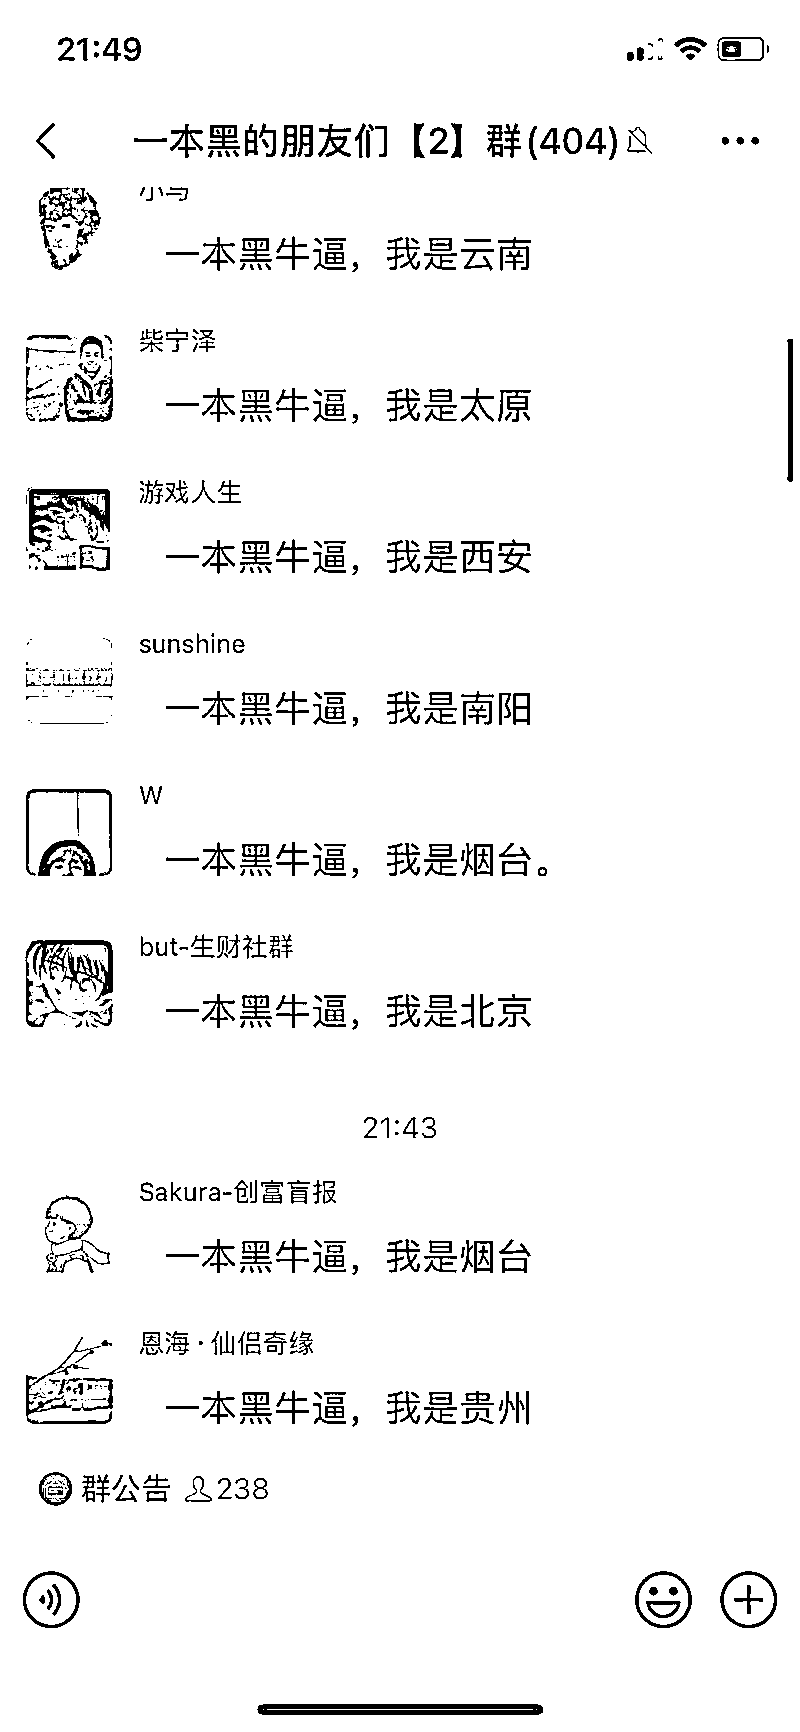 21:49
一本黑的朋友们【2】群(404)
小马
一本黑牛逼，我是云南
柴宁泽
一本黑牛逼，我是太原
游戏人生
一本黑牛逼，我是西安
sunshine
一本黑牛逼，我是南阳
W
一本黑牛逼，我是烟台。
but-生财社群
一本黑牛逼，我是北京
21:43
Sakura-创富盲报
一本黑牛逼，我是烟台
恩海·仙侣奇缘
一本黑牛逼，我是贵州
群公告 238